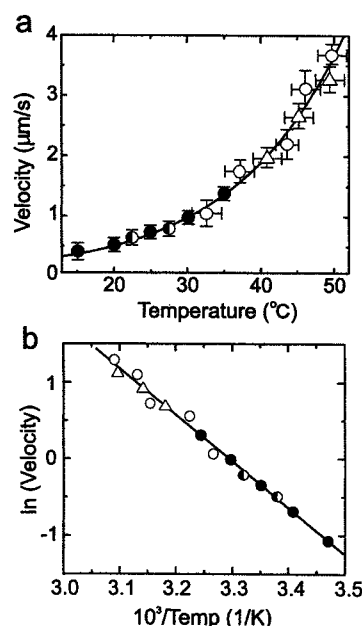 a
4
3
2
1
0
Velocity (μm/s)
20 30 40 50
Temperature (°C)
b
1
0
-1
ln (Velocity)
3.0 3.1 3.2 3.3 3.4 3.5
10³/Temp (1/K)